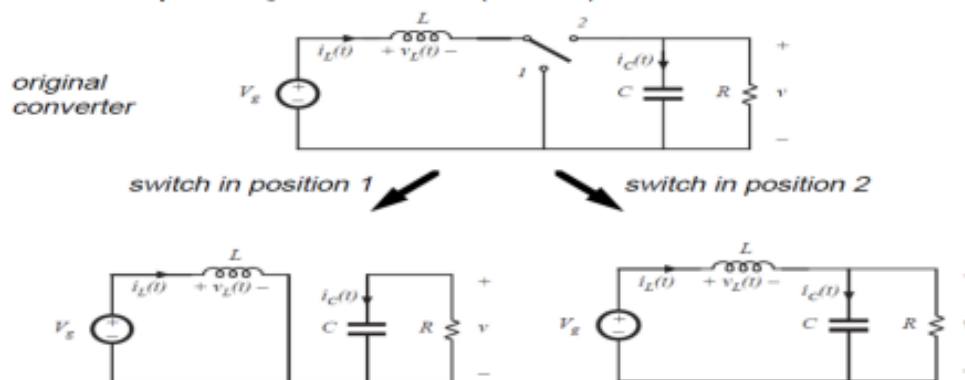 L
2
i_L(t) + v_L(t) −
i_C(t)
+
1
original
converter
V_g
+
−
C
R
v
−
switch in position 1
switch in position 2
L
i_L(t) + v_L(t) −
i_C(t)
+
V_g
+
−
C
R
v
−
L
i_L(t) + v_L(t) −
i_C(t)
V_g
+
−
C
R